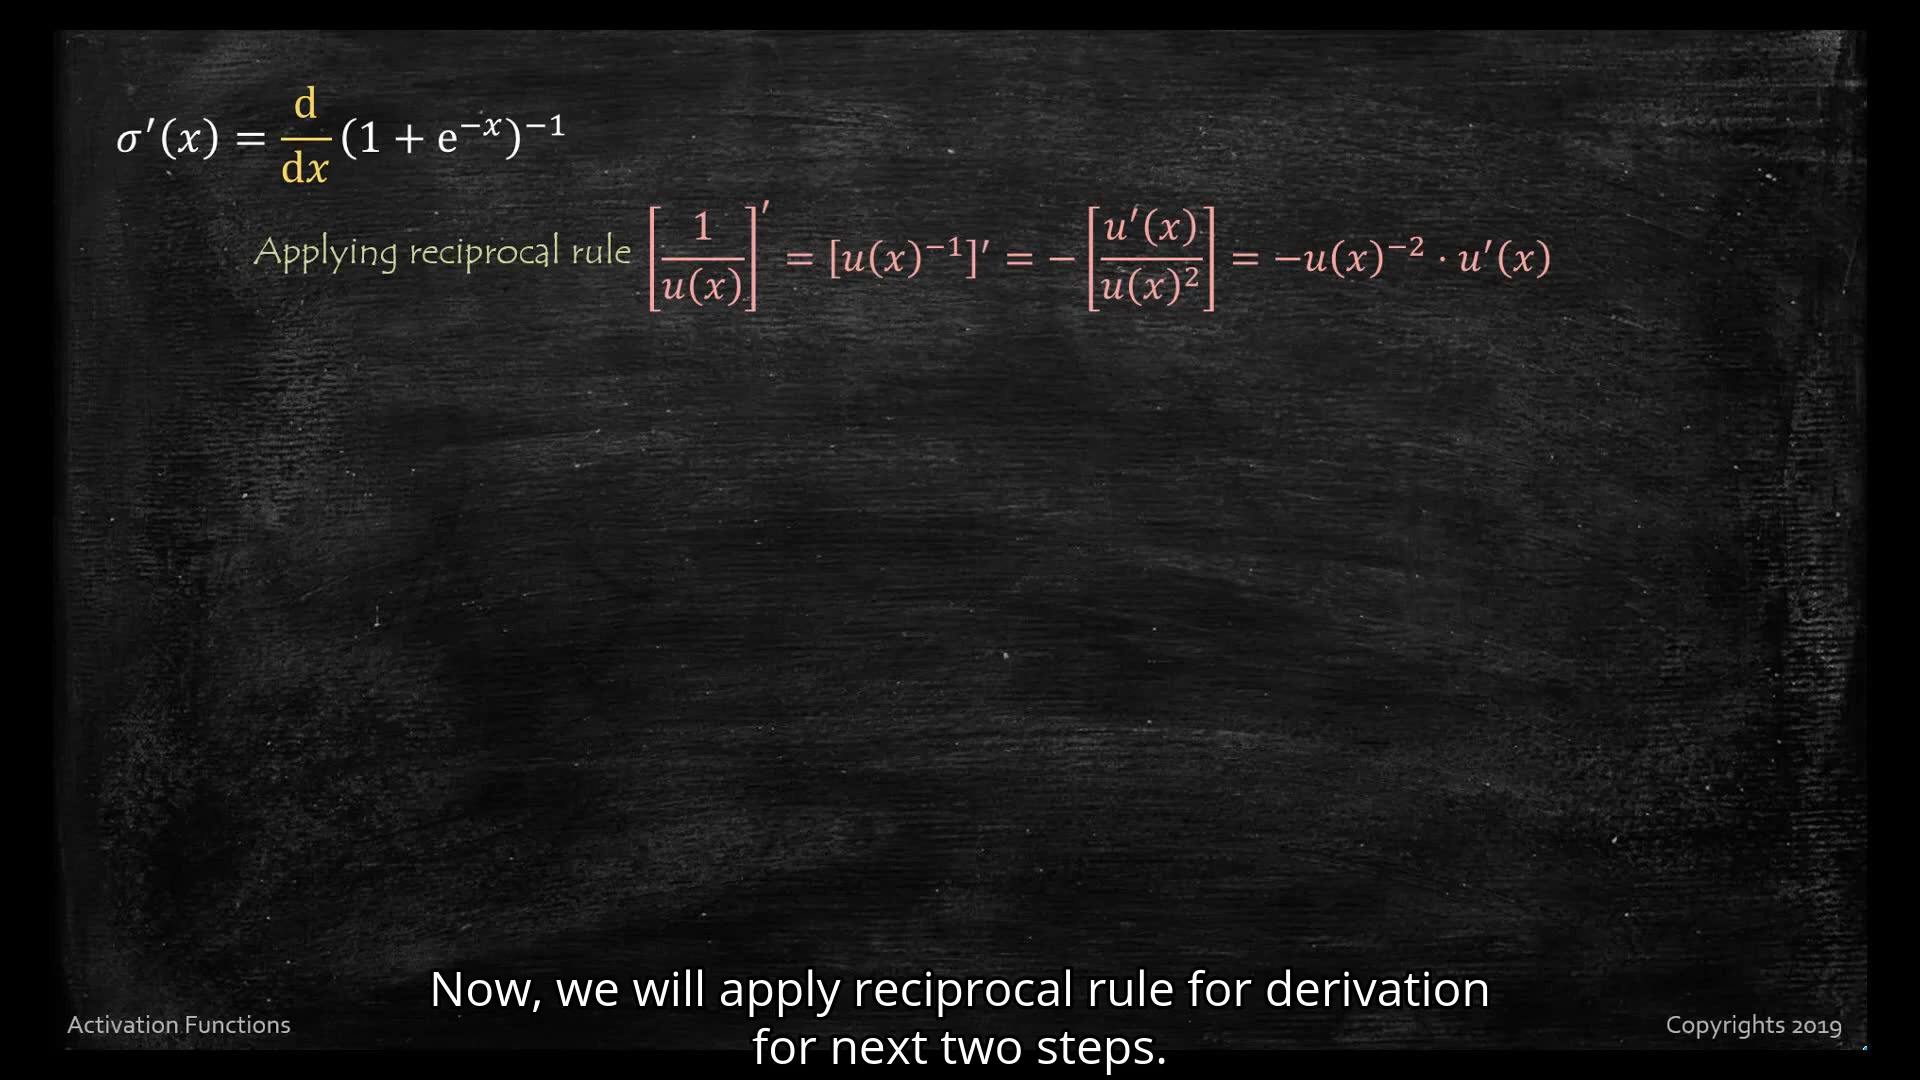 σ′(x) = d/dx (1 + e^{−x})^{−1}
Applying reciprocal rule [1/u(x)]′ = [u(x)^{−1}]′ = −[u′(x)/u(x)^2] = −u(x)^{−2} · u′(x)
Now, we will apply reciprocal rule for derivation
for next two steps.
Activation Functions
Copyrights 2019